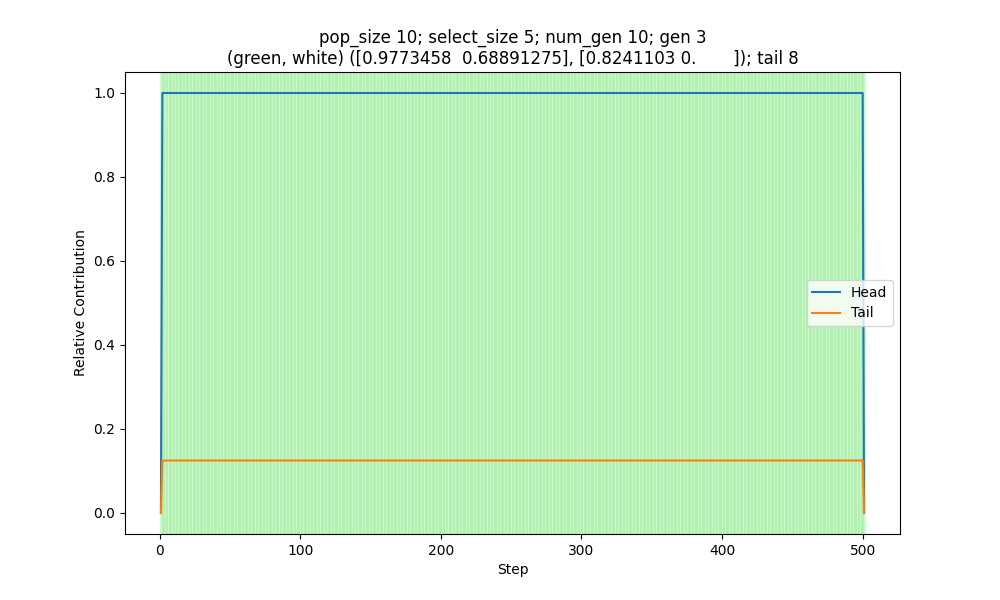 pop_size 10; select_size 5; num_gen 10; gen 3
(green, white) ([0.9773458  0.68891275], [0.8241103 0.       ]); tail 8
1.0
0.8
0.6
0.4
0.2
0.0
Relative Contribution
Head
Tail
0 100 200 300 400 500
Step